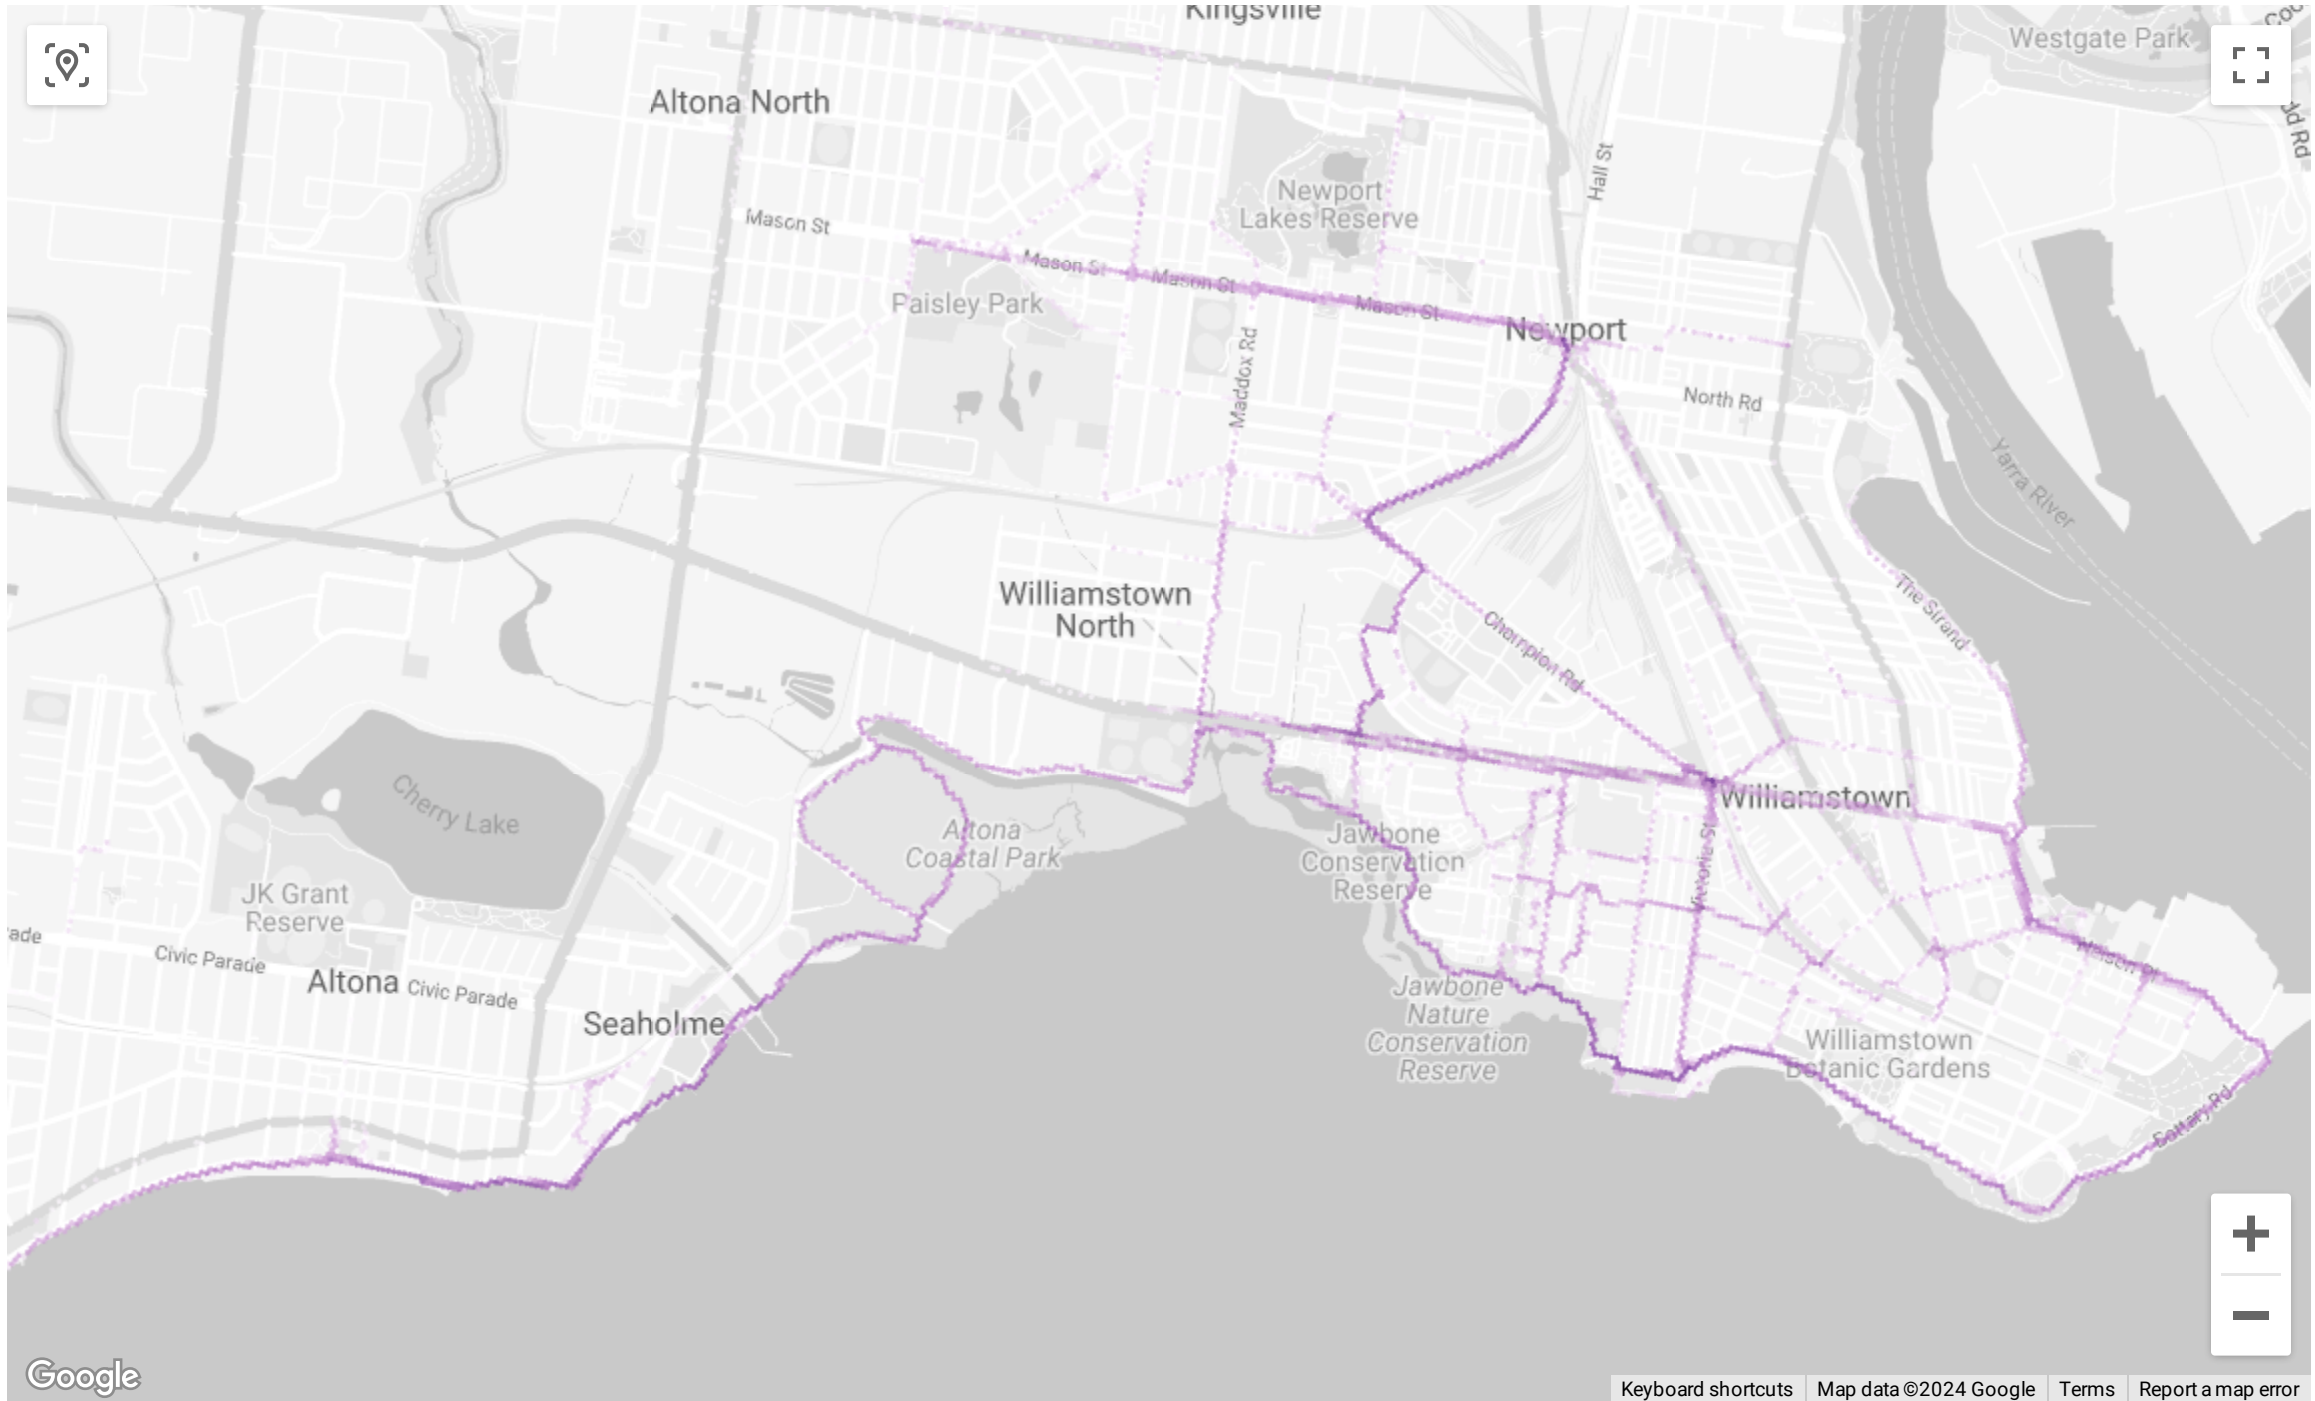 Kingsville
Westgate Park
Altona North
Hall St
Newport
Lakes Reserve
Mason St
Mason St
Mason St
Mason St
Paisley Park
Newport
Maddox Rd
North Rd
Yarra River
Williamstown
North
The Strand
Champion Rd
Cherry Lake
Williamstown
Altona
Coastal Park
Jawbone
Conservation
Reserve
Victoria St
JK Grant
Reserve
Civic Parade
Altona
Civic Parade
Nelson Pl
Jawbone
Nature
Conservation
Reserve
Seaholme
Williamstown
Botanic Gardens
Battery Rd
Google
Keyboard shortcuts
Map data ©2024 Google
Terms
Report a map error